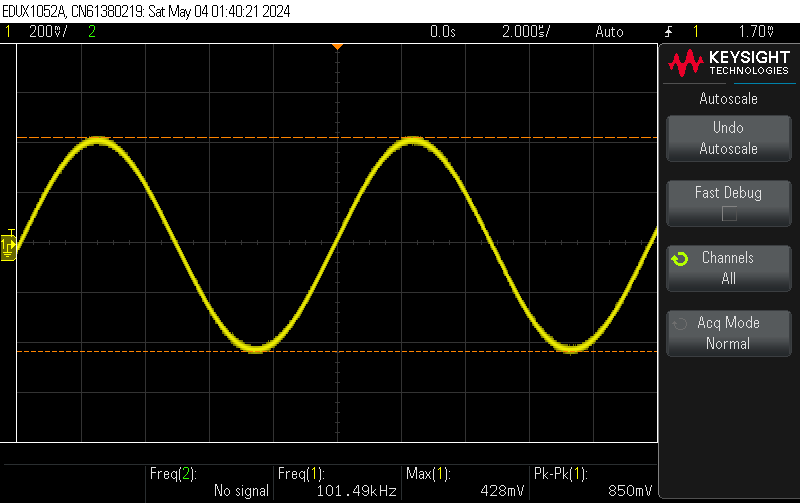 EDUX1052A, CN61380219: Sat May 04 01:40:21 2024
1 200mV/ 2 0.0s 2.000us/ Auto 1 1.70V
KEYSIGHT
TECHNOLOGIES
Autoscale
Undo
Autoscale
Fast Debug
Channels
All
Acq Mode
Normal
1
Freq(2): Freq(1): Max(1): Pk-Pk(1):
No signal 101.49kHz 428mV 850mV